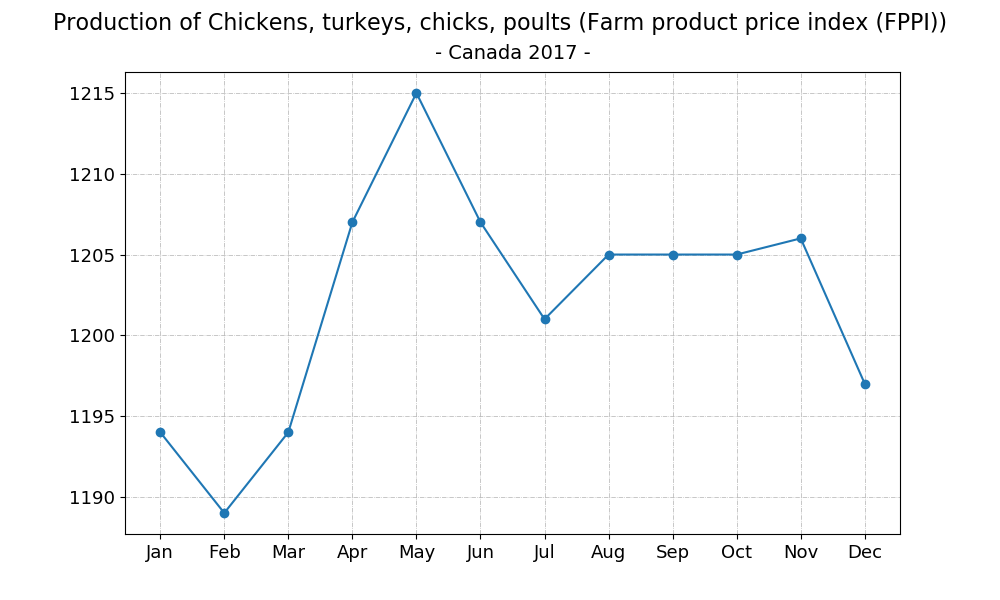 Production of Chickens, turkeys, chicks, poults (Farm product price index (FPPI))
- Canada 2017 -
1215
1210
1205
1200
1195
1190
Jan Feb Mar Apr May Jun Jul Aug Sep Oct Nov Dec